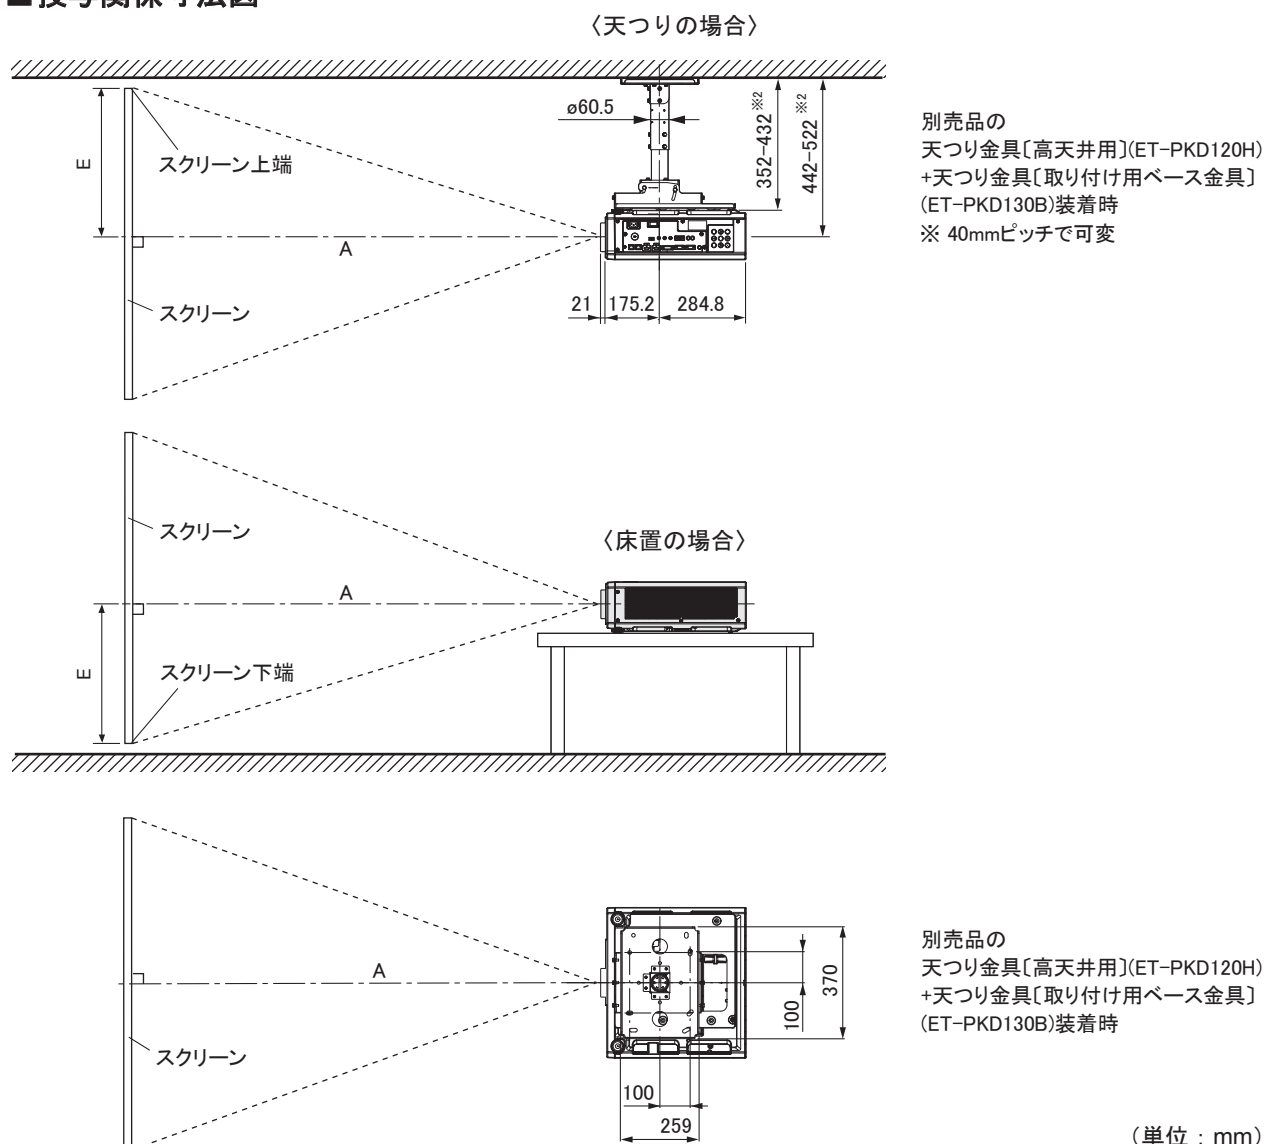 〈天つりの場合〉
ø60.5
352-432※2
442-522※2
E
スクリーン上端
A
スクリーン
21
175.2
284.8
別売品の
天つり金具〔高天井用〕(ET-PKD120H)
+天つり金具〔取り付け用ベース金具〕
(ET-PKD130B)装着時
※ 40mmピッチで可変
スクリーン
〈床置の場合〉
A
E
スクリーン下端
A
スクリーン
100
370
100
259
別売品の
天つり金具〔高天井用〕(ET-PKD120H)
+天つり金具〔取り付け用ベース金具〕
(ET-PKD130B)装着時
(単位：mm)